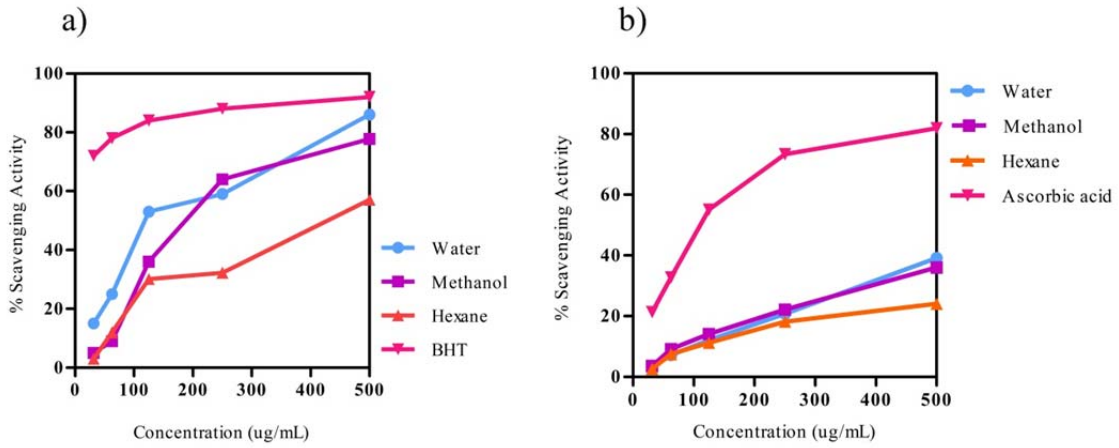 a)
100
80
60
40
20
0
% Scavenging Activity
0 100 200 300 400 500
Concentration (ug/mL)
Water
Methanol
Hexane
BHT
b)
100
80
60
40
20
0
% Scavenging Activity
0 100 200 300 400 500
Concentration (ug/mL)
Water
Methanol
Hexane
Ascorbic acid